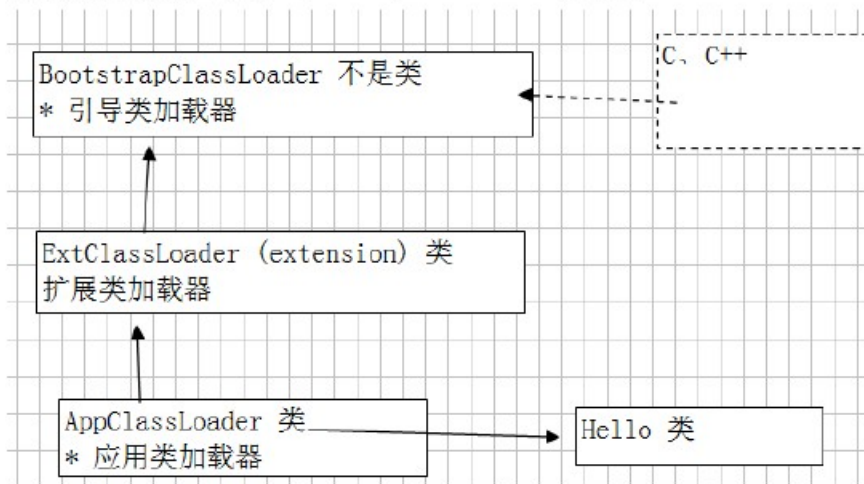 BootstrapClassLoader 不是类
* 引导类加载器
C、C++
ExtClassLoader (extension) 类
扩展类加载器
AppClassLoader 类
* 应用类加载器
Hello 类